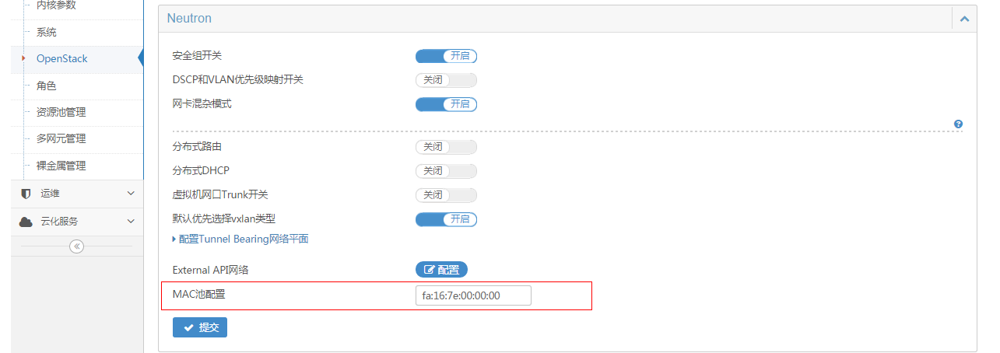 内核参数
系统
OpenStack
角色
资源池管理
多网元管理
裸金属管理
运维
云化服务
Neutron
安全组开关 开启
DSCP和VLAN优先级映射开关 关闭
网卡混杂模式 开启
分布式路由 关闭
分布式DHCP 关闭
虚拟机网口Trunk开关 关闭
默认优先选择vxlan类型 开启
配置Tunnel Bearing网络平面
External API网络 配置
MAC池配置 fa:16:7e:00:00:00
提交